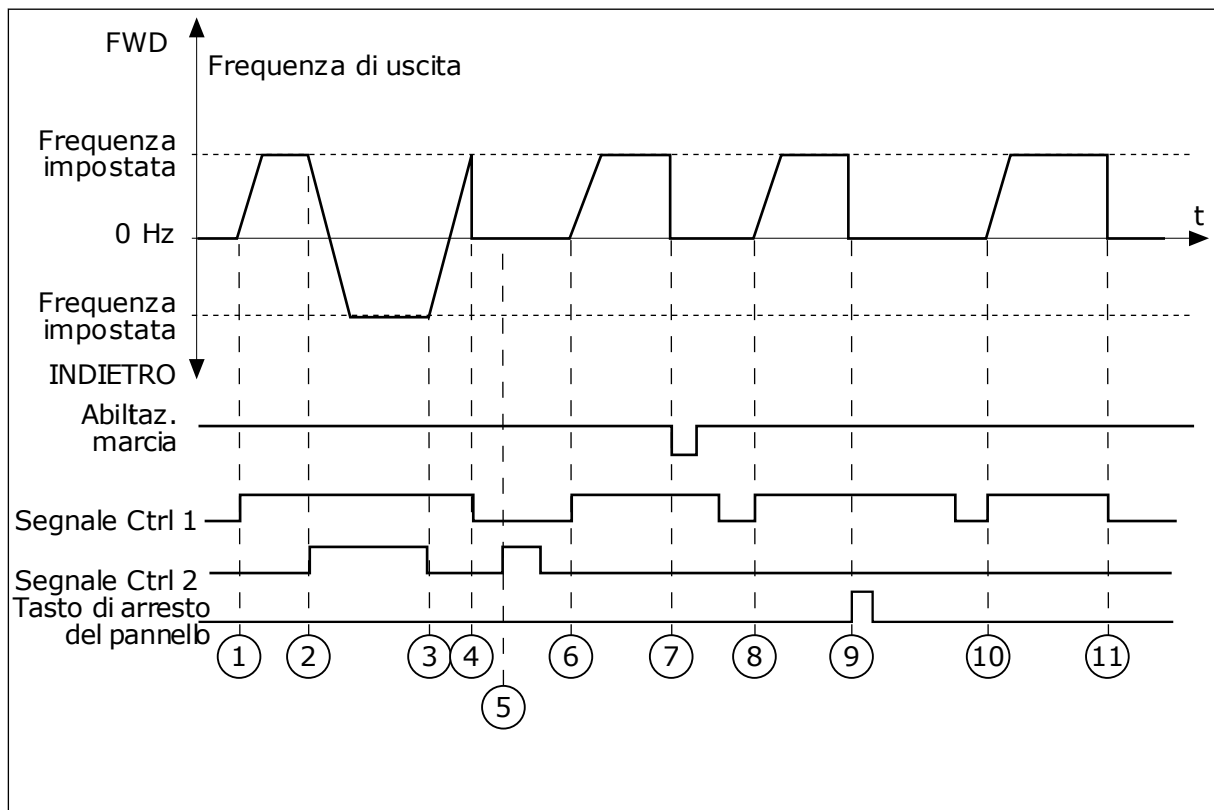 FWD
Frequenza di uscita
Frequenza
impostata
0 Hz
t
Frequenza
impostata
INDIETRO
Abiltaz.
marcia
Segnale Ctrl 1
Segnale Ctrl 2
Tasto di arresto
del pannello
1 2 3 4 6 7 8 9 10 11
5